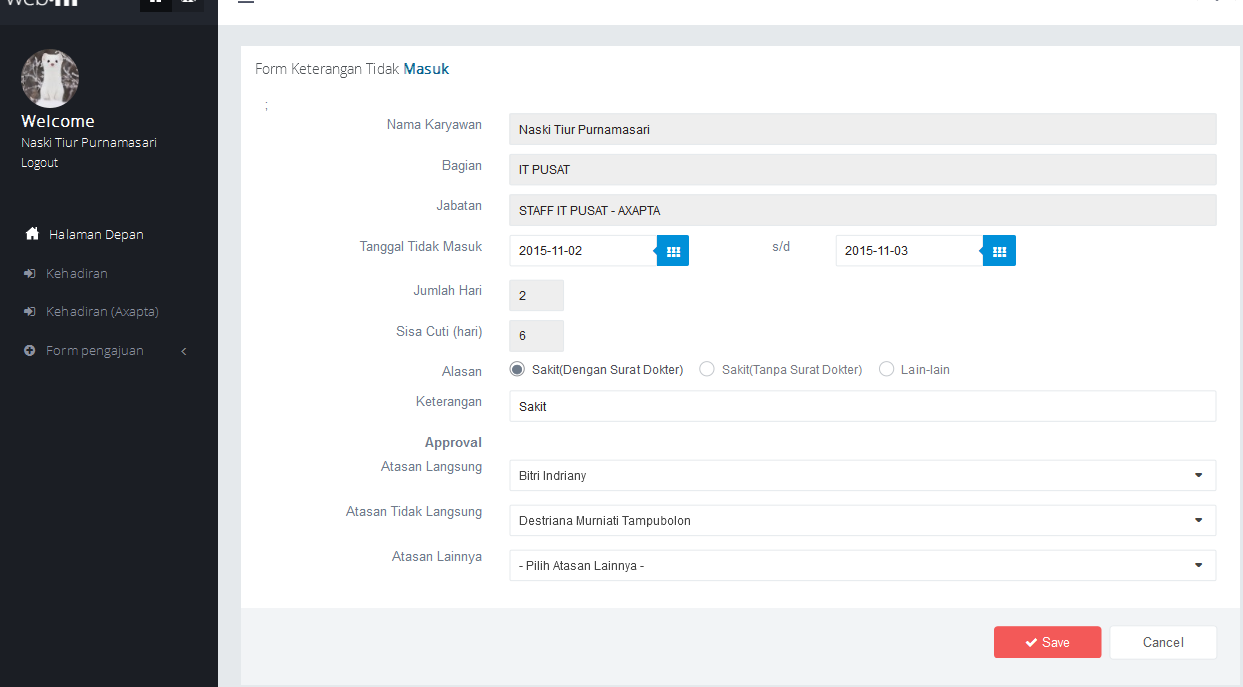 Form Keterangan Tidak Masuk
;
Welcome
Naski Tiur Purnamasari
Logout
Halaman Depan
Kehadiran
Kehadiran (Axapta)
Form pengajuan
Nama Karyawan Naski Tiur Purnamasari
Bagian IT PUSAT
Jabatan STAFF IT PUSAT - AXAPTA
Tanggal Tidak Masuk 2015-11-02 s/d 2015-11-03
Jumlah Hari 2
Sisa Cuti (hari) 6
Alasan Sakit(Dengan Surat Dokter) Sakit(Tanpa Surat Dokter) Lain-lain
Keterangan Sakit
Approval
Atasan Langsung Bitri Indriany
Atasan Tidak Langsung Destriana Murniati Tampubolon
Atasan Lainnya - Pilih Atasan Lainnya -
Save Cancel